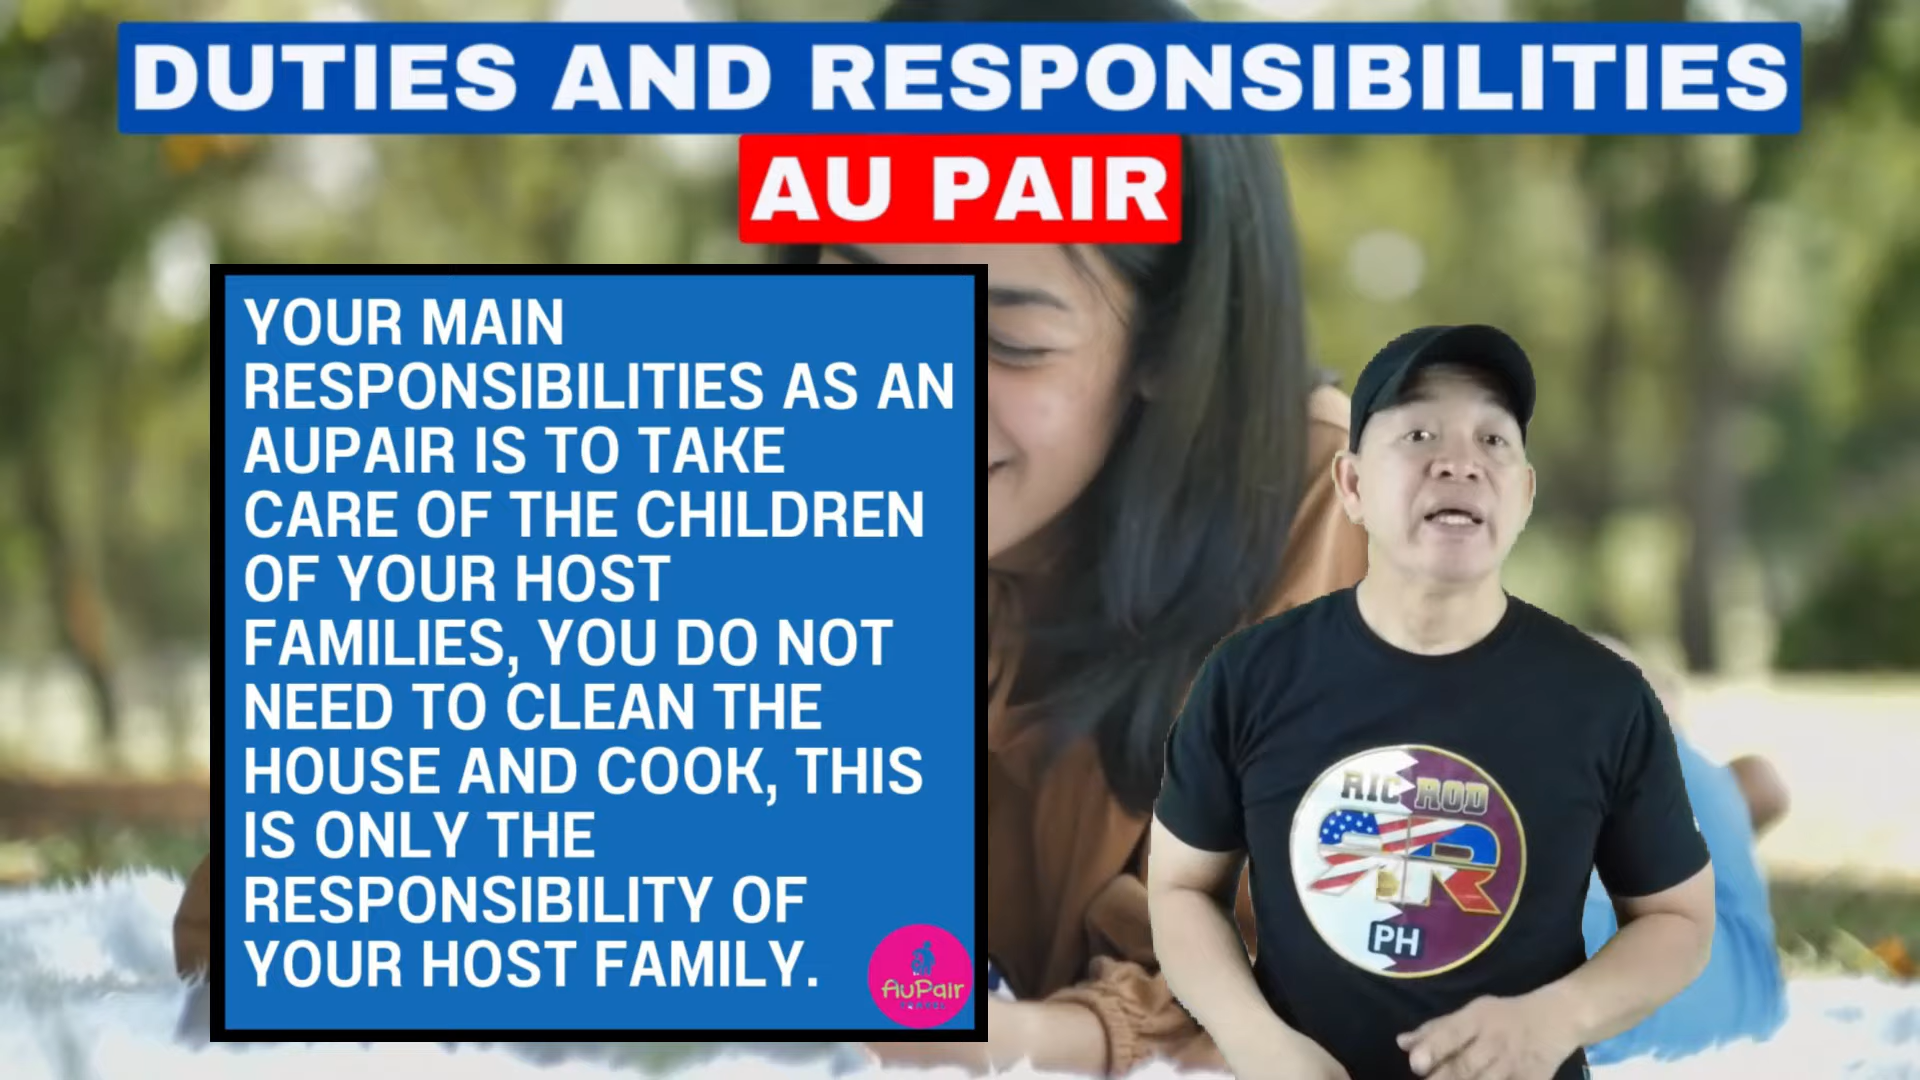 DUTIES AND RESPONSIBILITIES
AU PAIR
YOUR MAIN
RESPONSIBILITIES AS AN
AUPAIR IS TO TAKE
CARE OF THE CHILDREN
OF YOUR HOST
FAMILIES, YOU DO NOT
NEED TO CLEAN THE
HOUSE AND COOK, THIS
IS ONLY THE
RESPONSIBILITY OF
YOUR HOST FAMILY.
AuPair
RIC ROD
RR
PH